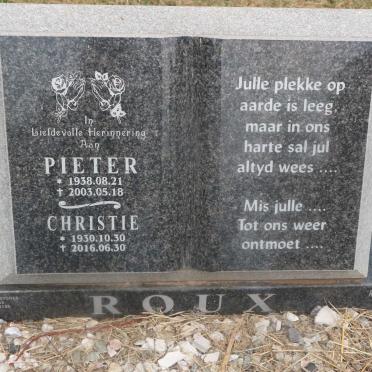 In
Liefdevolle Herinnering
Aan
PIETER
* 1938.08.21
† 2003.05.18
CHRISTIE
* 1930.10.30
† 2016.06.30
Julle plekke op
aarde is leeg,
maar in ons
harte sal jul
altyd wees ....
Mis julle ....
Tot ons weer
ontmoet ....
ROUX